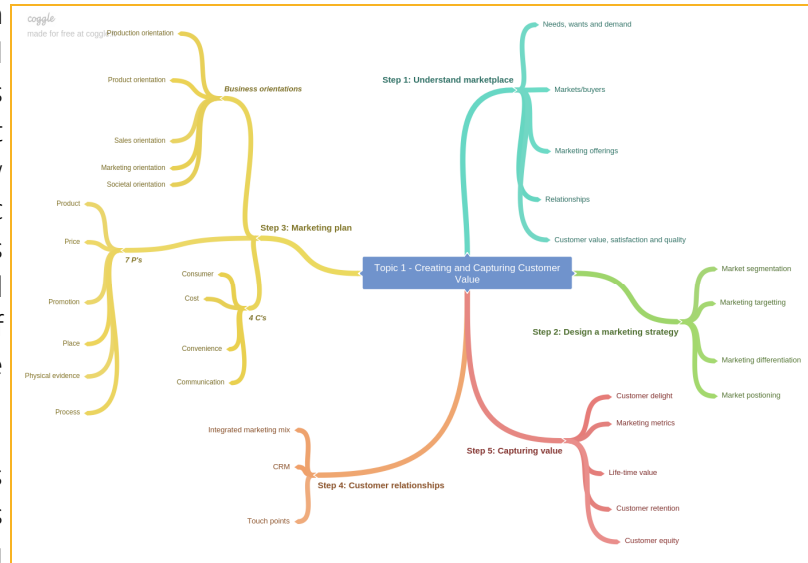 coggle
made for free at coggle.it
Topic 1 - Creating and Capturing Customer
Value
Step 1: Understand marketplace
Needs, wants and demand
Markets/buyers
Marketing offerings
Relationships
Customer value, satisfaction and quality
Step 2: Design a marketing strategy
Market segmentation
Marketing targetting
Marketing differentiation
Market postioning
Step 3: Marketing plan
Business orientations
Production orientation
Product orientation
Sales orientation
Marketing orientation
Societal orientation
7 P's
Product
Price
Promotion
Place
Physical evidence
Process
4 C's
Consumer
Cost
Convenience
Communication
Step 4: Customer relationships
Integrated marketing mix
CRM
Touch points
Step 5: Capturing value
Customer delight
Marketing metrics
Life-time value
Customer retention
Customer equity